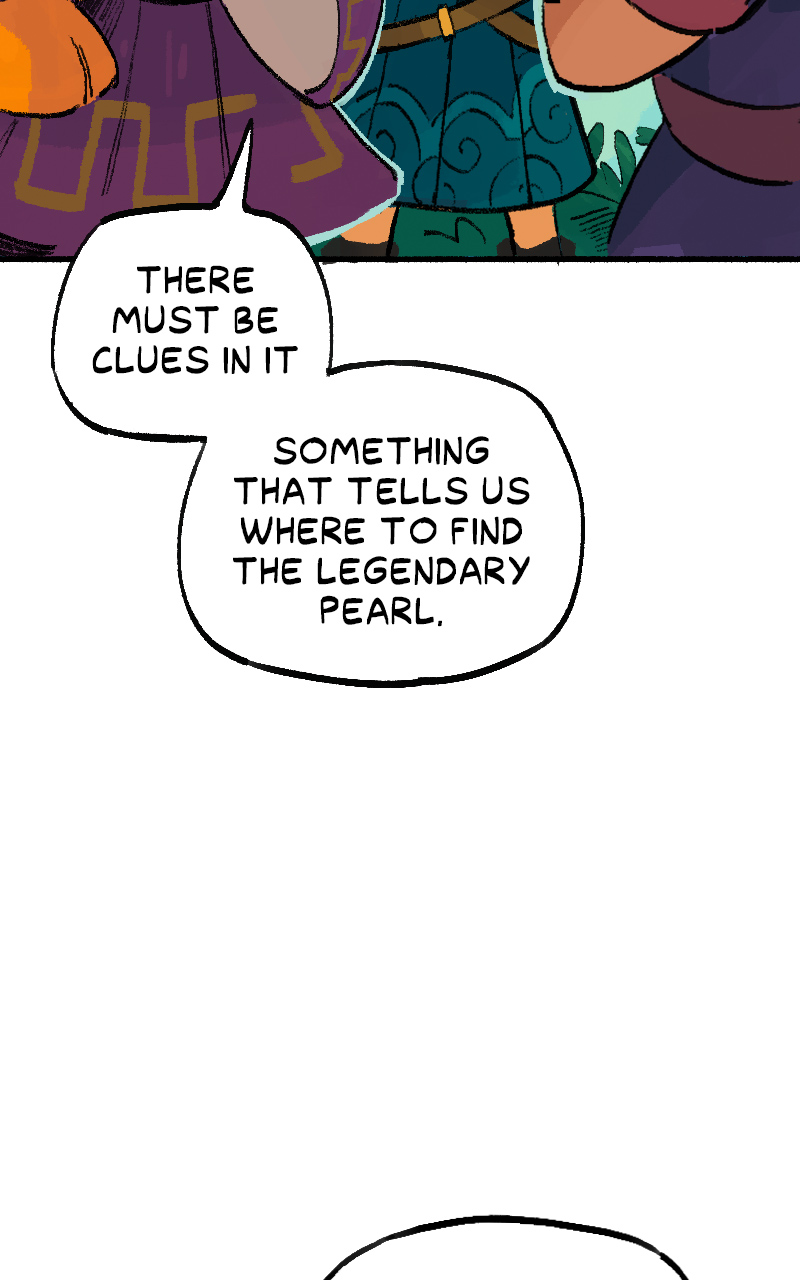 THERE
MUST BE
CLUES IN IT
SOMETHING
THAT TELLS US
WHERE TO FIND
THE LEGENDARY
PEARL.